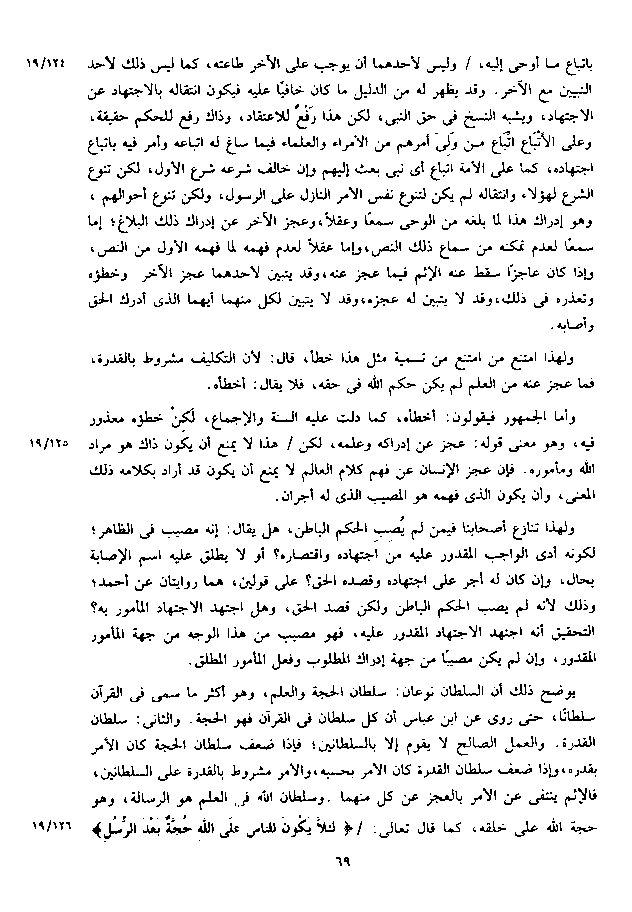 باتباع ما أوحى إليه، / وليس لأحدهما أن يوجب على الآخر طاعته، كما ليس ذلك لأحد ١٩/١٢٤
النبيين مع الآخر. وقد يظهر له من الدليل ما كان خافيًا عليه فيكون انتقاله بالاجتهاد عن
الاجتهاد، ويشبه النسخ في حق النبي، لكن هذا رَفْعٌ للاعتقاد، وذاك رفع للحكم حقيقة،
وعلى الأتْبَاع اتِّبَاع من وَلِىَ أمرهم من الأمراء والعلماء فيما ساغ له اتباعه وأمر فيه باتباع
اجتهاده، كما على الأمة اتباع أى نبى بعث إليهم وإن خالف شرعه شرع الأول، لكن تنوع
الشرع لهؤلاء وانتقاله لم يكن لتنوع نفس الأمر النازل على الرسول، ولكن تنوع أحوالهم ،
وهو إدراك هذا لما بلغه من الوحى سمعًا وعقلاً، وعجز الآخر عن إدراك ذلك البلاغ؛ إما
سمعًا لعدم تمكنه من سماع ذلك النص، وإما عقلاً لعدم فهمه لما فهمه الأول من النص،
وإذا كان عاجزًا سقط عنه الإثم فيما عجز عنه، وقد يتبين لأحدهما عجز الآخر وخطؤه
وتعذره فى ذلك، وقد لا يتبين له عجزه، وقد لا يتبين لكل منهما أيهما الذى أدرك الحق
وأصابه.
ولهذا امتنع من امتنع من تسمية مثل هذا خطأ، قال: لأن التكليف مشروط بالقدرة،
فما عجز عنه من العلم لم يكن حكم الله فى حقه، فلا يقال: أخطأه.
وأما الجمهور فيقولون: أخطأه، كما دلت عليه السنة والإجماع، لَكِنْ خطؤه معذور
فيه، وهو معنى قوله: عجز عن إدراكه وعلمه، لكن / هذا لا يمنع أن يكون ذاك هو مراد ١٩/١٢٥
الله ومأموره. فإن عجز الإنسان عن فهم كلام العالم لا يمنع أن يكون قد أراد بكلامه ذلك
المعنى، وأن يكون الذى فهمه هو المصيب الذى له أجران.
ولهذا تنازع أصحابنا فيمن لم يُصِبِ الحكم الباطن، هل يقال: إنه مصيب فى الظاهر؛
لكونه أدى الواجب المقدور عليه من اجتهاده واقتصاره؟ أو لا يطلق عليه اسم الإصابة
بحال، وإن كان له أجر على اجتهاده وقصده الحق؟ على قولين، هما روايتان عن أحمد؛
وذلك لأنه لم يصب الحكم الباطن ولكن قصد الحق، وهل اجتهد الاجتهاد المأمور به؟
التحقيق أنه اجتهد الاجتهاد المقدور عليه، فهو مصيب من هذا الوجه من جهة المأمور
المقدور، وإن لم يكن مصيبًا من جهة إدراك المطلوب وفعل المأمور المطلق.
يوضح ذلك أن السلطان نوعان: سلطان الحجة والعلم، وهو أكثر ما سمى فى القرآن
سلطانًا، حتى روى عن ابن عباس أن كل سلطان فى القرآن فهو الحجة. والثانى: سلطان
القدرة. والعمل الصالح لا يقوم إلا بالسلطانين؛ فإذا ضعف سلطان الحجة كان الأمر
بقدره، وإذا ضعف سلطان القدرة كان الأمر بحسبه، والأمر مشروط بالقدرة على السلطانين،
فالإثم ينتفى عن الأمر بالعجز عن كل منهما. وسلطان الله فى العلم هو الرسالة، وهو
حجة الله على خلقه، كما قال تعالى: / ﴿ لئلاَّ يَكُونَ لِلنَّاسِ عَلَى اللَّهِ حُجَّةٌ بَعْدَ الرُّسُلِ ﴾ ١٩/١٢٦
٦٩